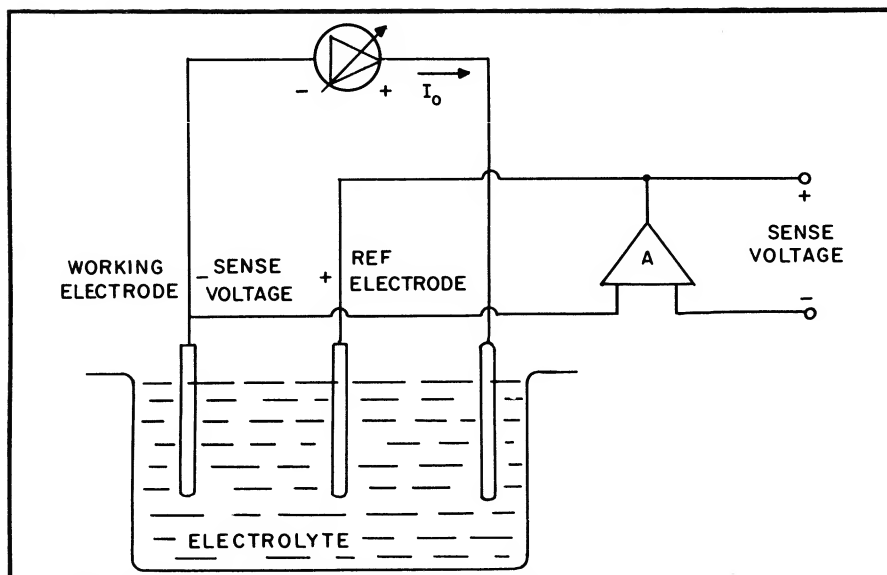 - +
I₀
+
WORKING
ELECTRODE
- SENSE
VOLTAGE
+
REF
ELECTRODE
A
SENSE
VOLTAGE
-
ELECTROLYTE